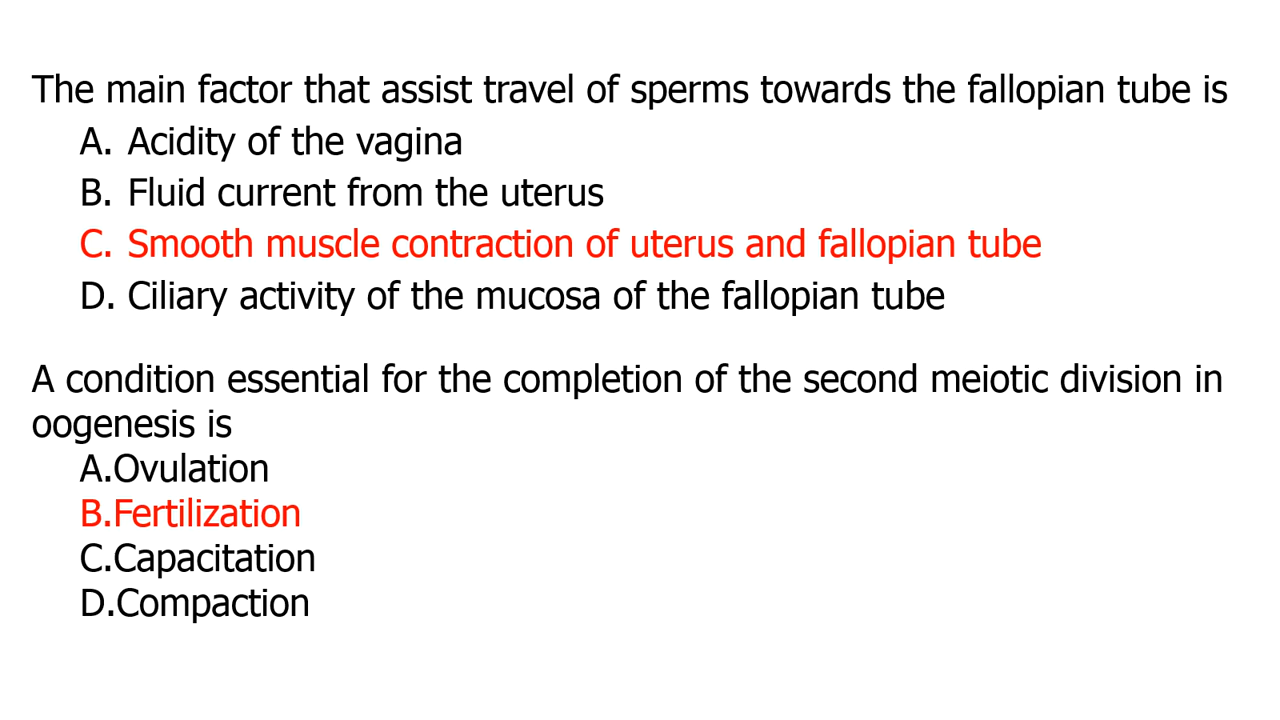 The main factor that assist travel of sperms towards the fallopian tube is
A. Acidity of the vagina
B. Fluid current from the uterus
C. Smooth muscle contraction of uterus and fallopian tube
D. Ciliary activity of the mucosa of the fallopian tube
A condition essential for the completion of the second meiotic division in
oogenesis is
A.Ovulation
B.Fertilization
C.Capacitation
D.Compaction